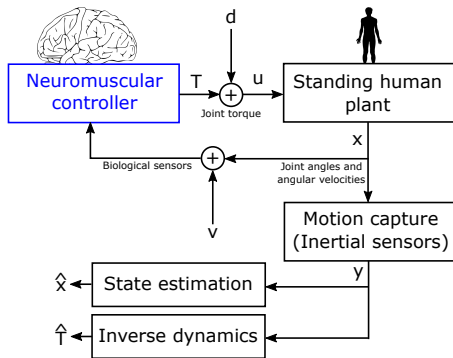 d
Neuromuscular
controller
T
u
Joint torque
Standing human
plant
x
Biological sensors
Joint angles and
angular velocities
v
Motion capture
(Inertial sensors)
y
x̂
State estimation
T̂
Inverse dynamics